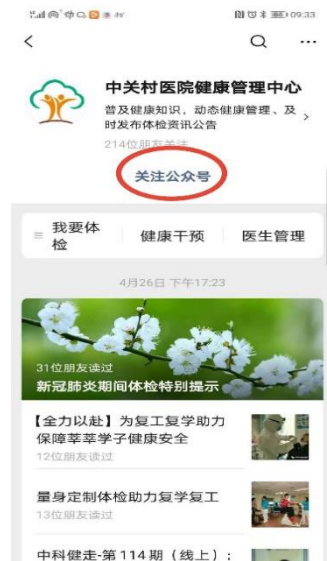 09:33
中关村医院健康管理中心
普及健康知识，动态健康管理、及
时发布体检资讯公告
214位朋友关注
关注公众号
我要体
检
健康干预
医生管理
4月26日 下午17:23
31位朋友读过
新冠肺炎期间体检特别提示
【全力以赴】为复工复学助力
保障莘莘学子健康安全
12位朋友读过
量身定制体检助力复学复工
13位朋友读过
中科健走-第114期（线上）：